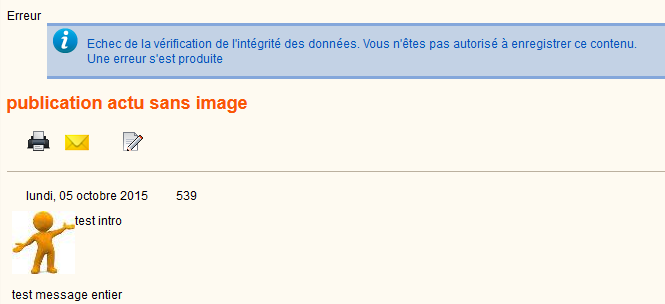 Erreur
Echec de la vérification de l'intégrité des données. Vous n'êtes pas autorisé à enregistrer ce contenu.
Une erreur s'est produite
publication actu sans image
lundi, 05 octobre 2015 539
test intro
test message entier